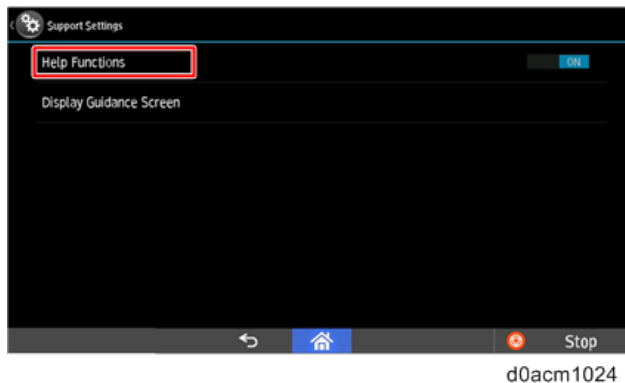 Support Settings
Help Functions
ON
Display Guidance Screen
Stop
d0acm1024